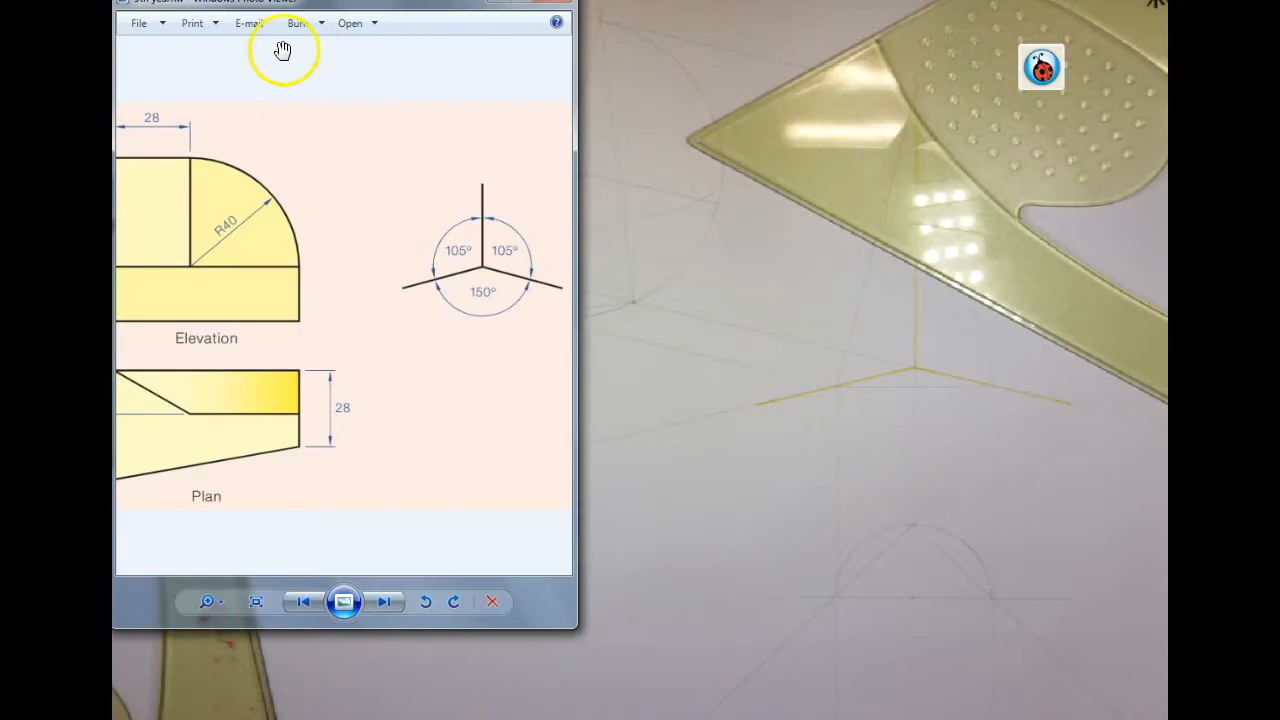 File Print E-mail Burn Open
28
R40
105° 105°
150°
Elevation
28
Plan